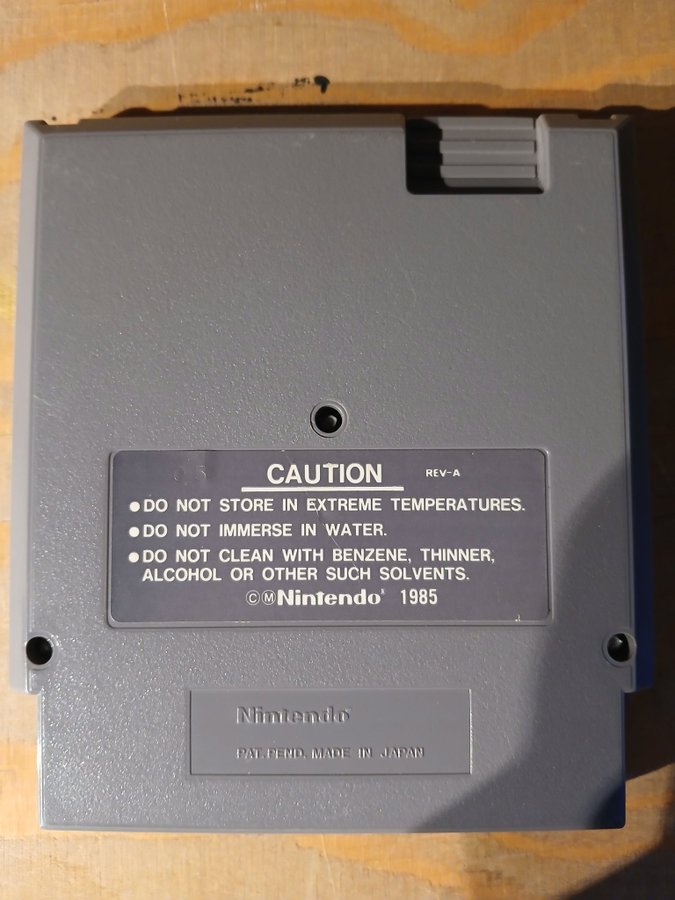 CAUTION REV-A
●DO NOT STORE IN EXTREME TEMPERATURES.
●DO NOT IMMERSE IN WATER.
●DO NOT CLEAN WITH BENZENE, THINNER,
ALCOHOL OR OTHER SUCH SOLVENTS.
ⒸⓂNintendo® 1985
Nintendo®
PAT. PEND. MADE IN JAPAN